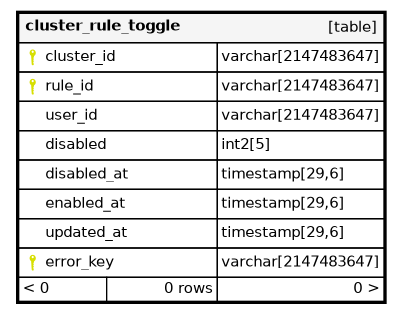 cluster_rule_toggle [table]
cluster_id varchar[2147483647]
rule_id varchar[2147483647]
user_id varchar[2147483647]
disabled int2[5]
disabled_at timestamp[29,6]
enabled_at timestamp[29,6]
updated_at timestamp[29,6]
error_key varchar[2147483647]
< 0 0 rows 0 >